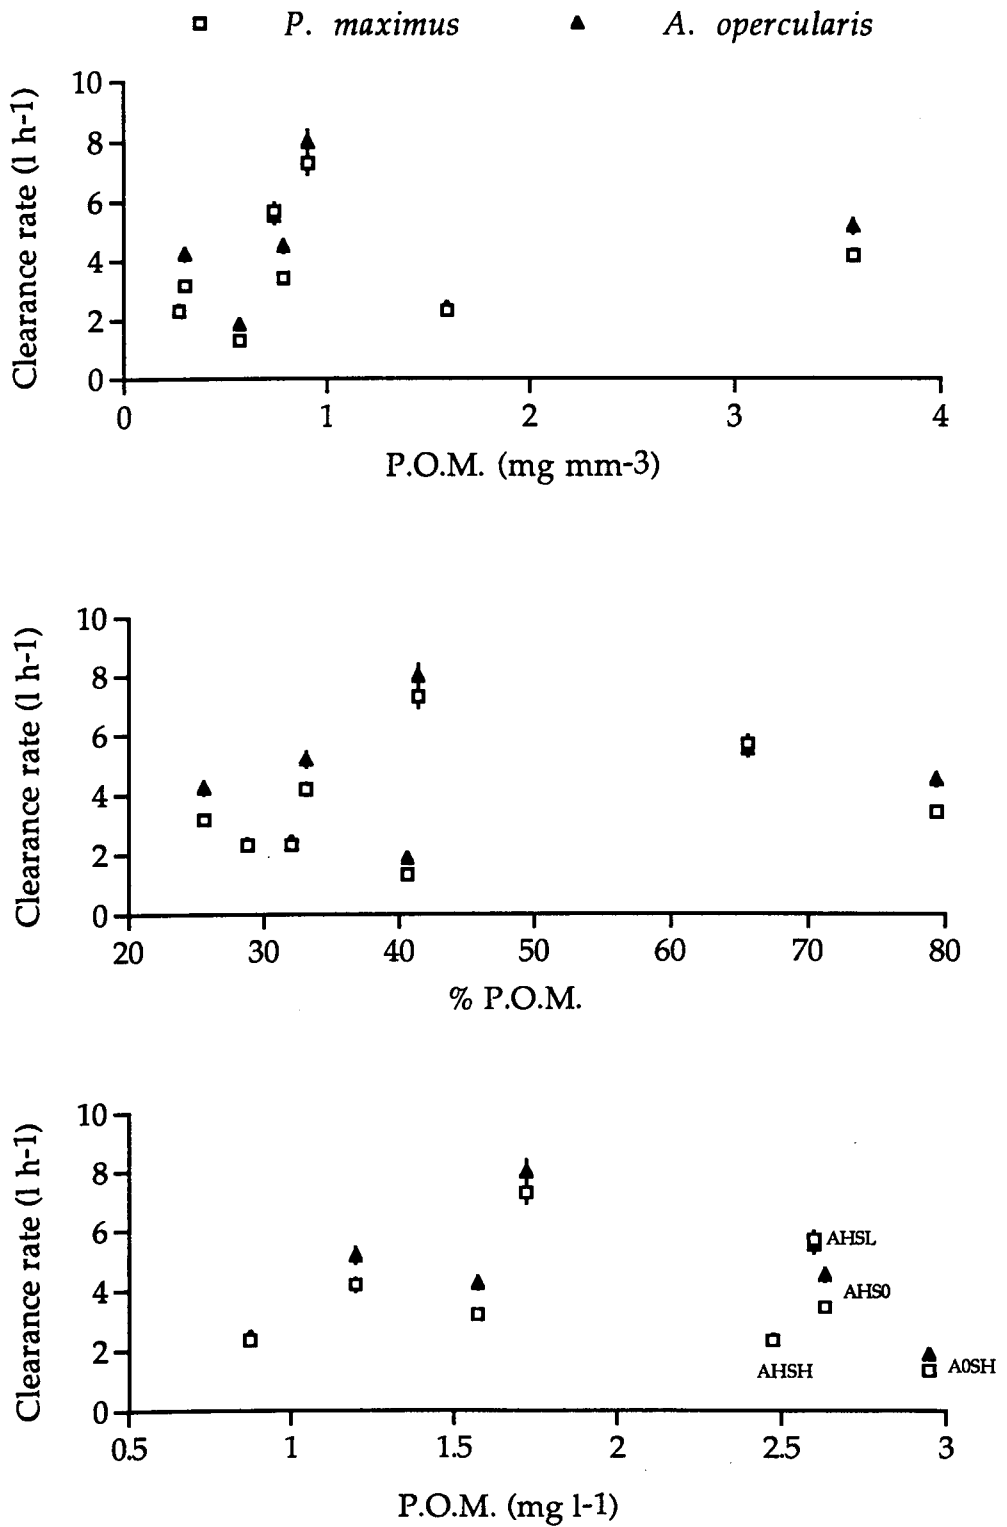 P. maximus A. opercularis
10
8
6
4
2
0
Clearance rate (l h-1)
0 1 2 3 4
P.O.M. (mg mm-3)
10
8
6
4
2
0
Clearance rate (l h-1)
20 30 40 50 60 70 80
% P.O.M.
10
8
6
4
2
0
Clearance rate (l h-1)
AHSL
AHS0
AHSH
A0SH
0.5 1 1.5 2 2.5 3
P.O.M. (mg l-1)